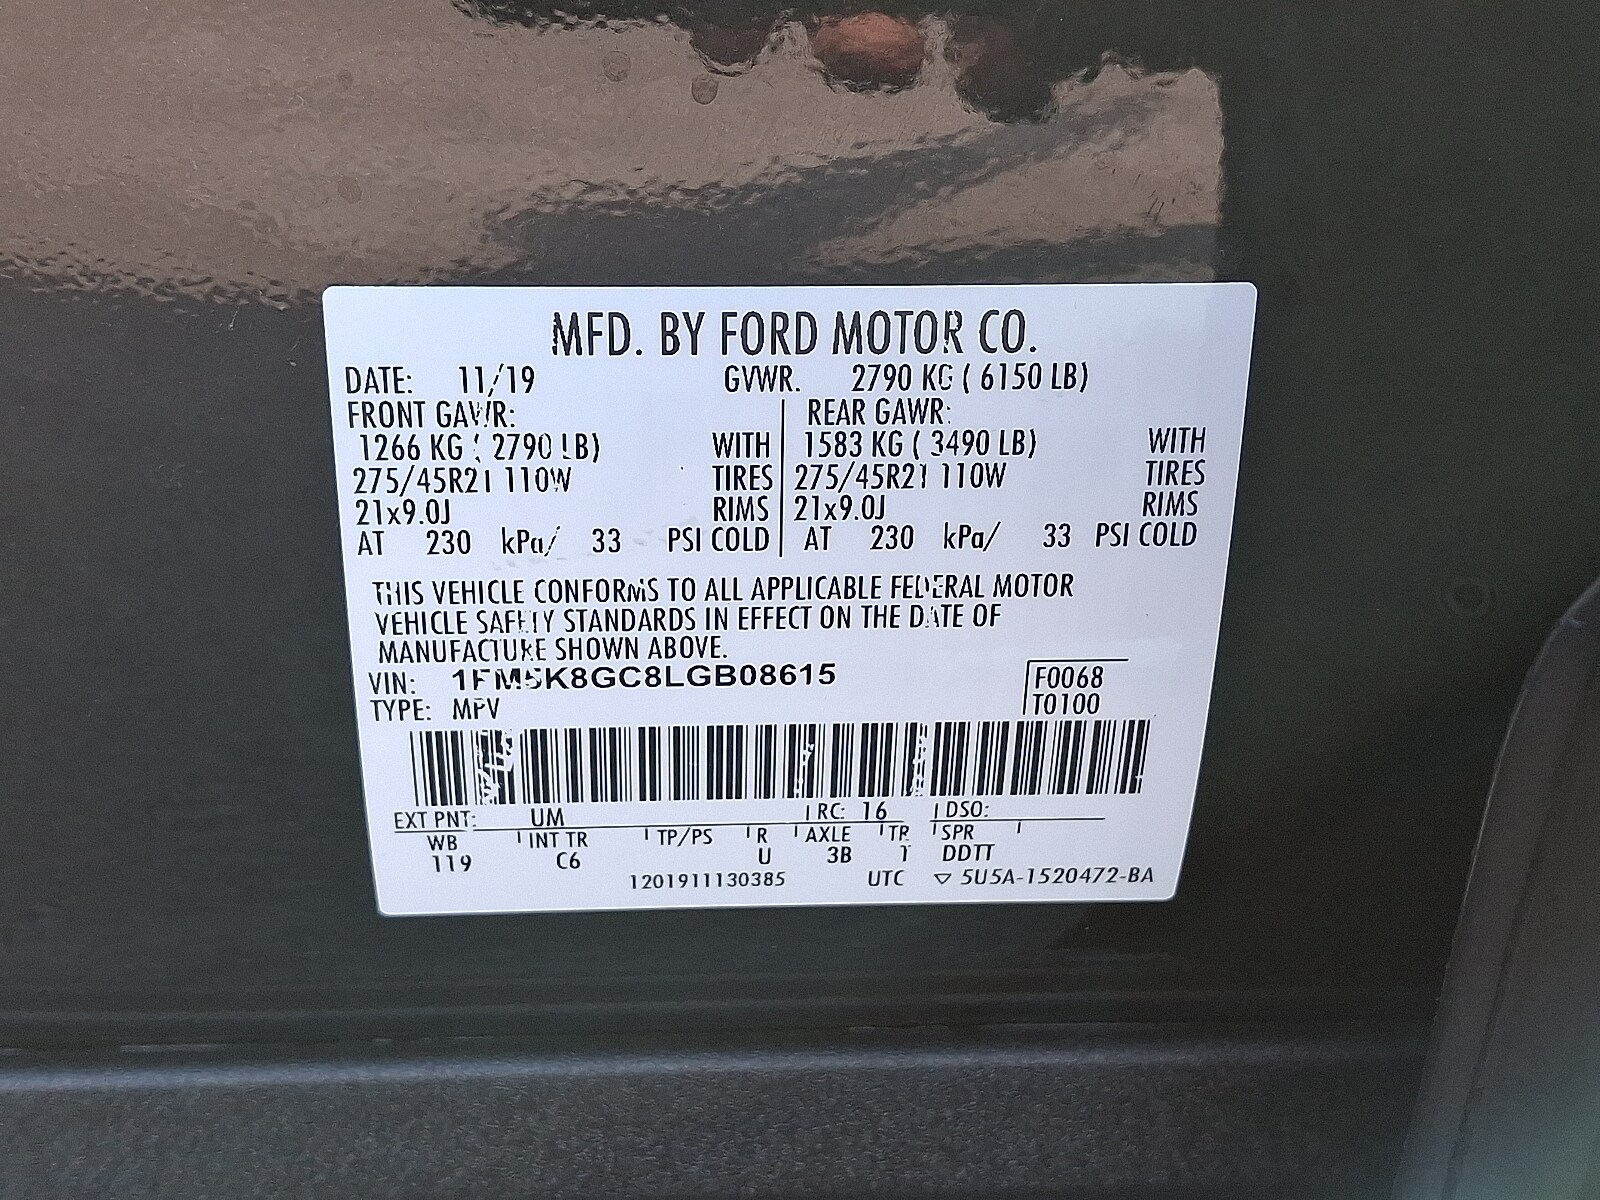 MFD. BY FORD MOTOR CO.
DATE: 11/19 GVWR. 2790 KG ( 6150 LB)
FRONT GAWR: REAR GAWR:
1266 KG ( 2790 LB) WITH 1583 KG ( 3490 LB) WITH
275/45R21 110W TIRES 275/45R21 110W TIRES
21x9.0J RIMS 21x9.0J RIMS
AT 230 kPa/ 33 PSI COLD AT 230 kPa/ 33 PSI COLD
THIS VEHICLE CONFORMS TO ALL APPLICABLE FEDERAL MOTOR
VEHICLE SAFETY STANDARDS IN EFFECT ON THE DATE OF
MANUFACTURE SHOWN ABOVE.
VIN: 1FM5K8GC8LGB08615 F0068
TYPE: MPV T0100
EXT PNT: UM RC: 16 DSO:
WB INT TR TP/PS R AXLE TR SPR
119 C6 U 3B T DDTT
1201911130385 UTC ▽ 5U5A-1520472-BA